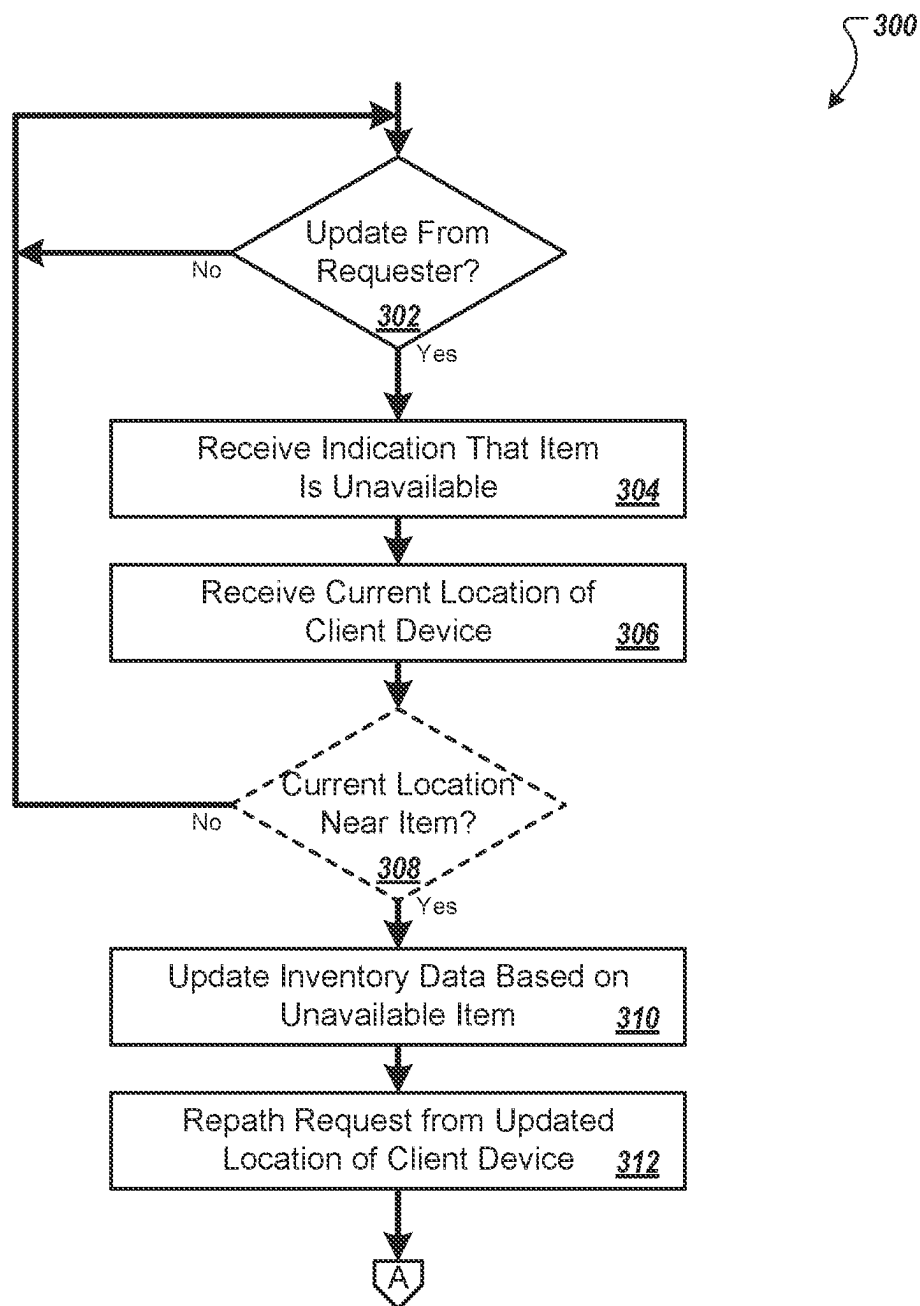 300
Update From
Requester?
No
302
Yes
Receive Indication That Item
Is Unavailable
304
Receive Current Location of
Client Device
306
Current Location
Near Item?
No
308
Yes
Update Inventory Data Based on
Unavailable Item
310
Repath Request from Updated
Location of Client Device
312
A